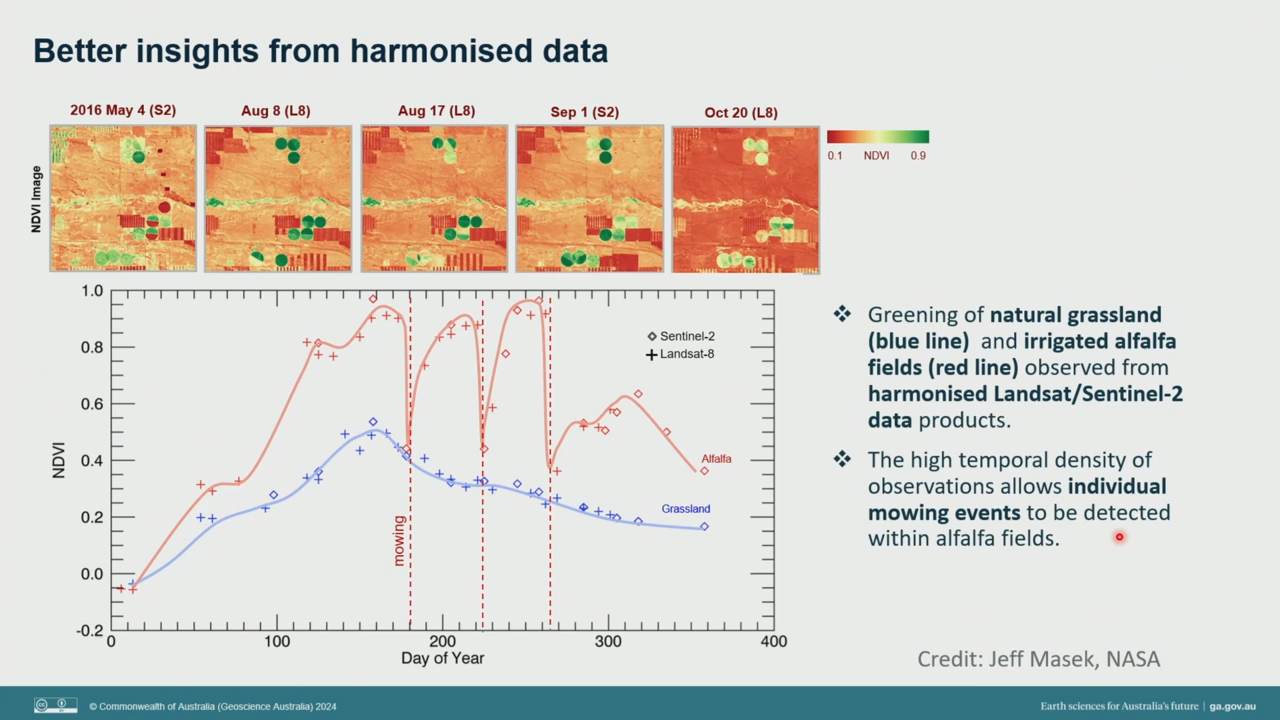 Better insights from harmonised data
2016 May 4 (S2)
Aug 8 (L8)
Aug 17 (L8)
Sep 1 (S2)
Oct 20 (L8)
NDVI Image
0.1 NDVI 0.9
1.0
0.8
0.6
0.4
0.2
0.0
-0.2
NDVI
0 100 200 300 400
Day of Year
Sentinel-2
Landsat-8
mowing
Alfalfa
Grassland
❖ Greening of natural grassland
(blue line) and irrigated alfalfa
fields (red line) observed from
harmonised Landsat/Sentinel-2
data products.
❖ The high temporal density of
observations allows individual
mowing events to be detected
within alfalfa fields.
Credit: Jeff Masek, NASA
© Commonwealth of Australia (Geoscience Australia) 2024
Earth sciences for Australia's future | ga.gov.au